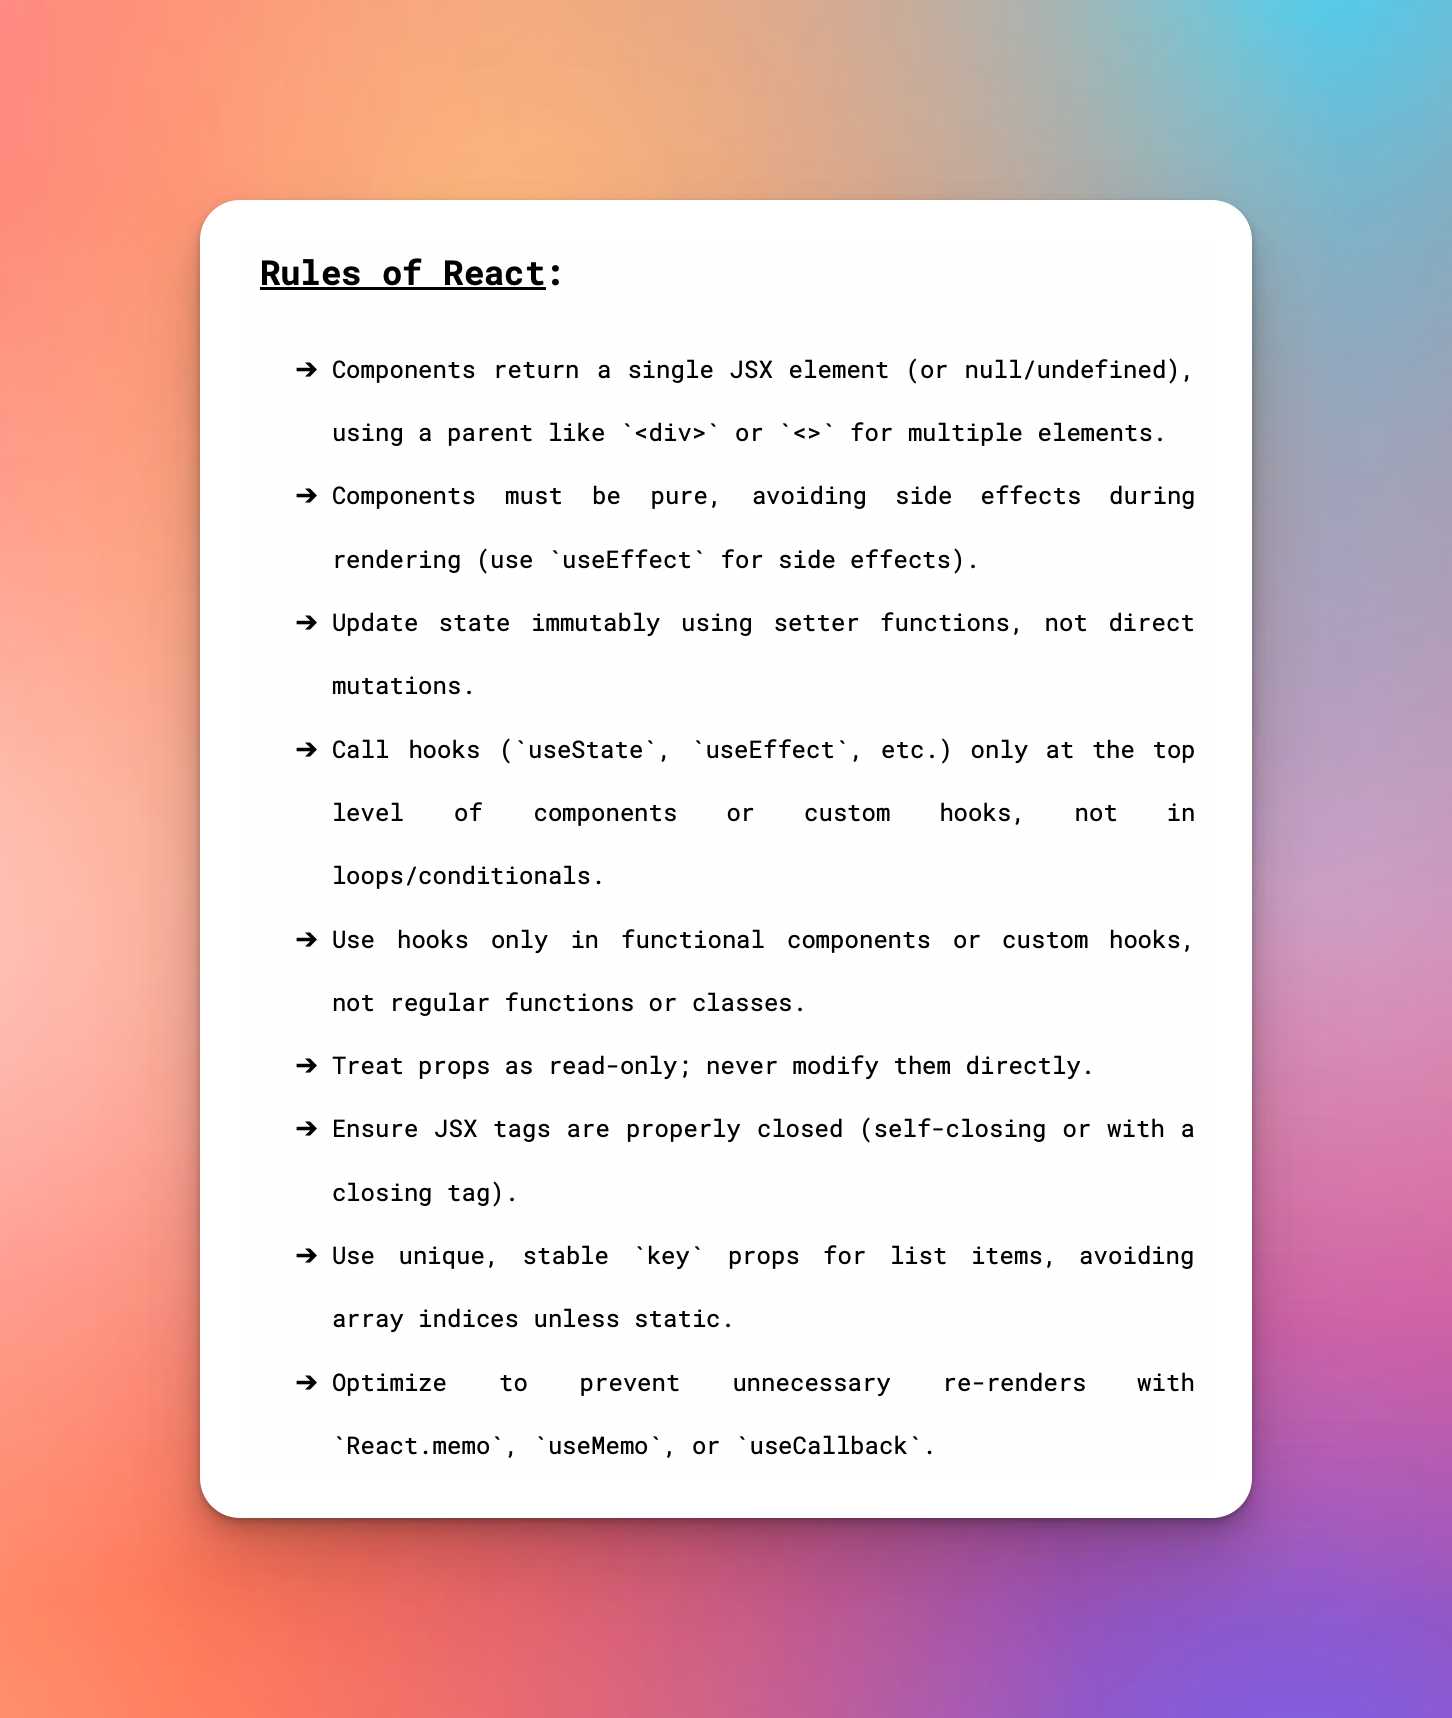 Rules of React:
➔ Components return a single JSX element (or null/undefined),
using a parent like `<div>` or `<>` for multiple elements.
➔ Components must be pure, avoiding side effects during
rendering (use `useEffect` for side effects).
➔ Update state immutably using setter functions, not direct
mutations.
➔ Call hooks (`useState`, `useEffect`, etc.) only at the top
level of components or custom hooks, not in
loops/conditionals.
➔ Use hooks only in functional components or custom hooks,
not regular functions or classes.
➔ Treat props as read-only; never modify them directly.
➔ Ensure JSX tags are properly closed (self-closing or with a
closing tag).
➔ Use unique, stable `key` props for list items, avoiding
array indices unless static.
➔ Optimize to prevent unnecessary re-renders with
`React.memo`, `useMemo`, or `useCallback`.